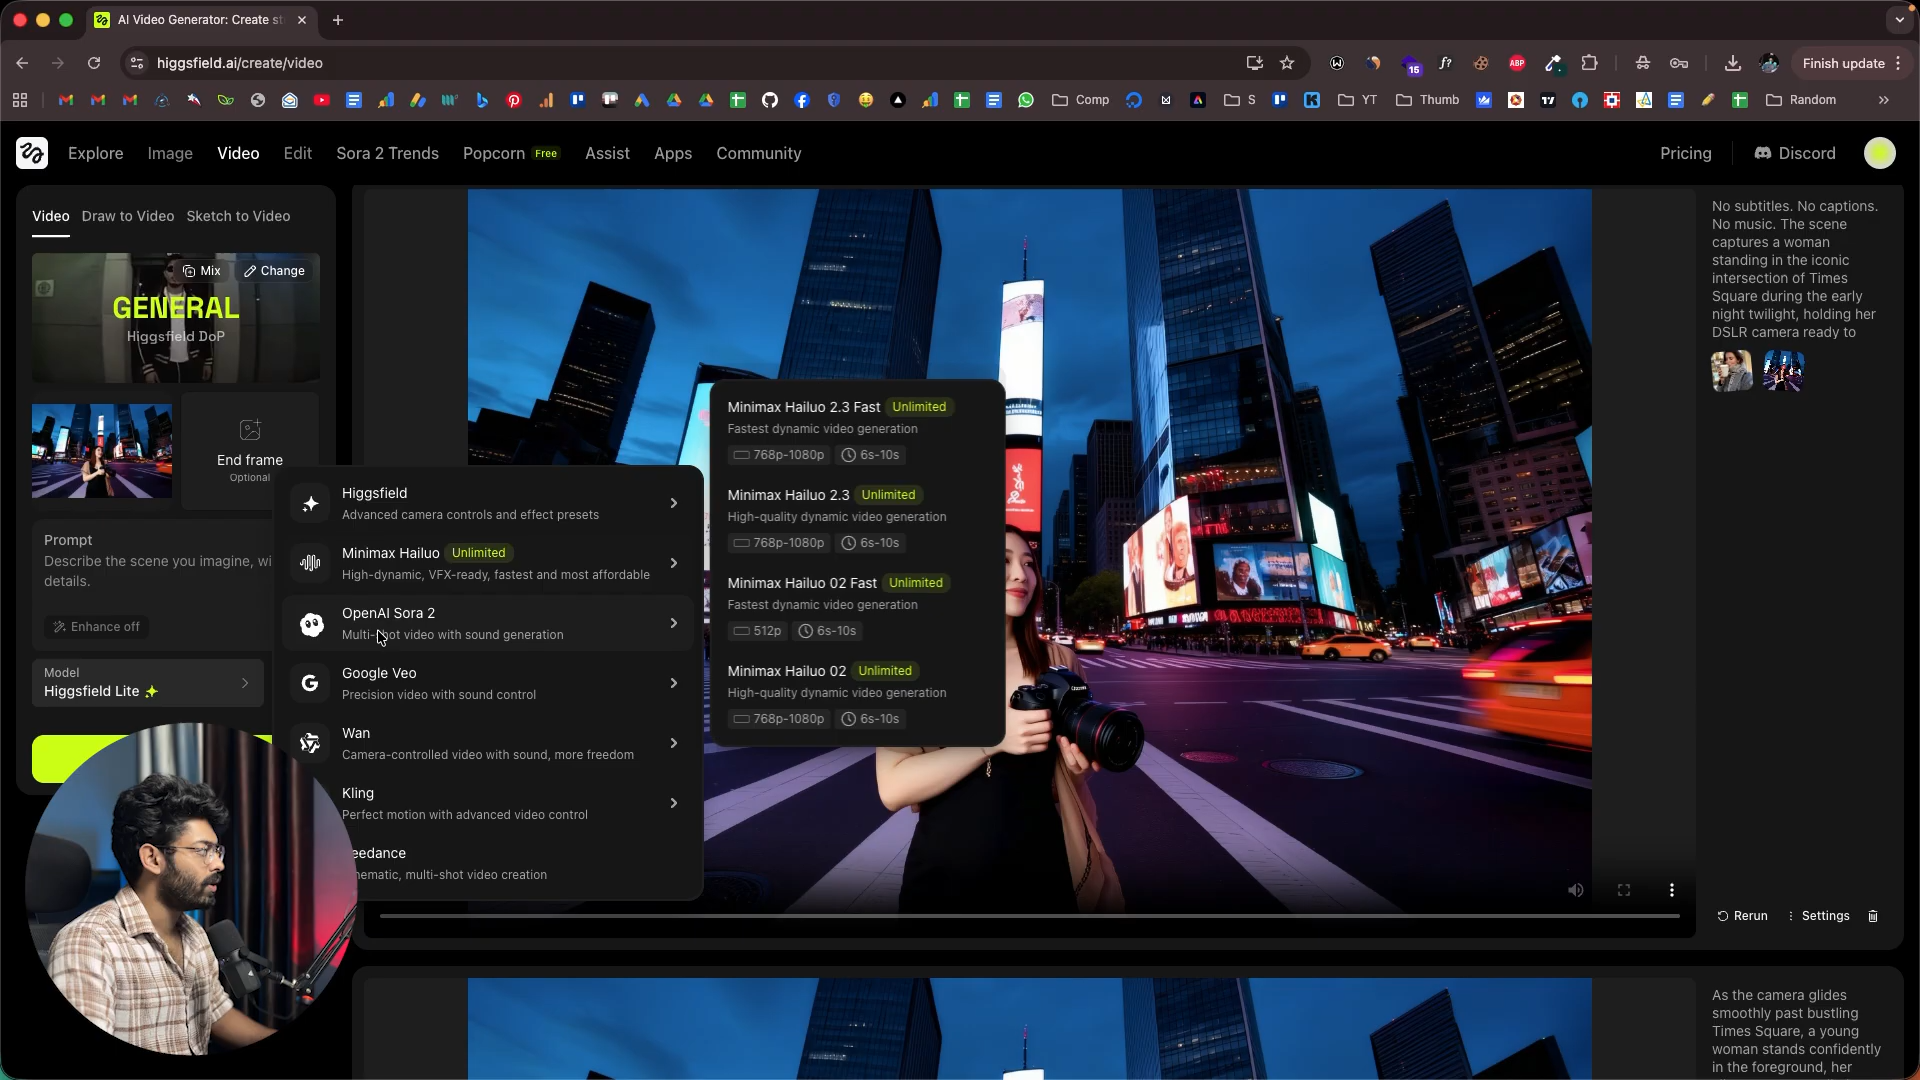 AI Video Generator: Create st
higgsfield.ai/create/video
15
f?
ABP
Finish update
Comp
S
YT
Thumb
Random
Explore
Image
Video
Edit
Sora 2 Trends
Popcorn Free
Assist
Apps
Community
Pricing
Discord
Video
Draw to Video
Sketch to Video
Mix
Change
GENERAL
Higgsfield DoP
End frame
Optional
Prompt
Describe the scene you imagine, wi
details.
Enhance off
Model
Higgsfield Lite
Higgsfield
Advanced camera controls and effect presets
Minimax Hailuo Unlimited
High-dynamic, VFX-ready, fastest and most affordable
OpenAI Sora 2
Multi-shot video with sound generation
Google Veo
Precision video with sound control
Wan
Camera-controlled video with sound, more freedom
Kling
Perfect motion with advanced video control
eedance
nematic, multi-shot video creation
Minimax Hailuo 2.3 Fast Unlimited
Fastest dynamic video generation
768p-1080p 6s-10s
Minimax Hailuo 2.3 Unlimited
High-quality dynamic video generation
768p-1080p 6s-10s
Minimax Hailuo 02 Fast Unlimited
Fastest dynamic video generation
512p 6s-10s
Minimax Hailuo 02 Unlimited
High-quality dynamic video generation
768p-1080p 6s-10s
No subtitles. No captions.
No music. The scene
captures a woman
standing in the iconic
intersection of Times
Square during the early
night twilight, holding her
DSLR camera ready to
Rerun
Settings
As the camera glides
smoothly past bustling
Times Square, a young
woman stands confidently
in the foreground, her